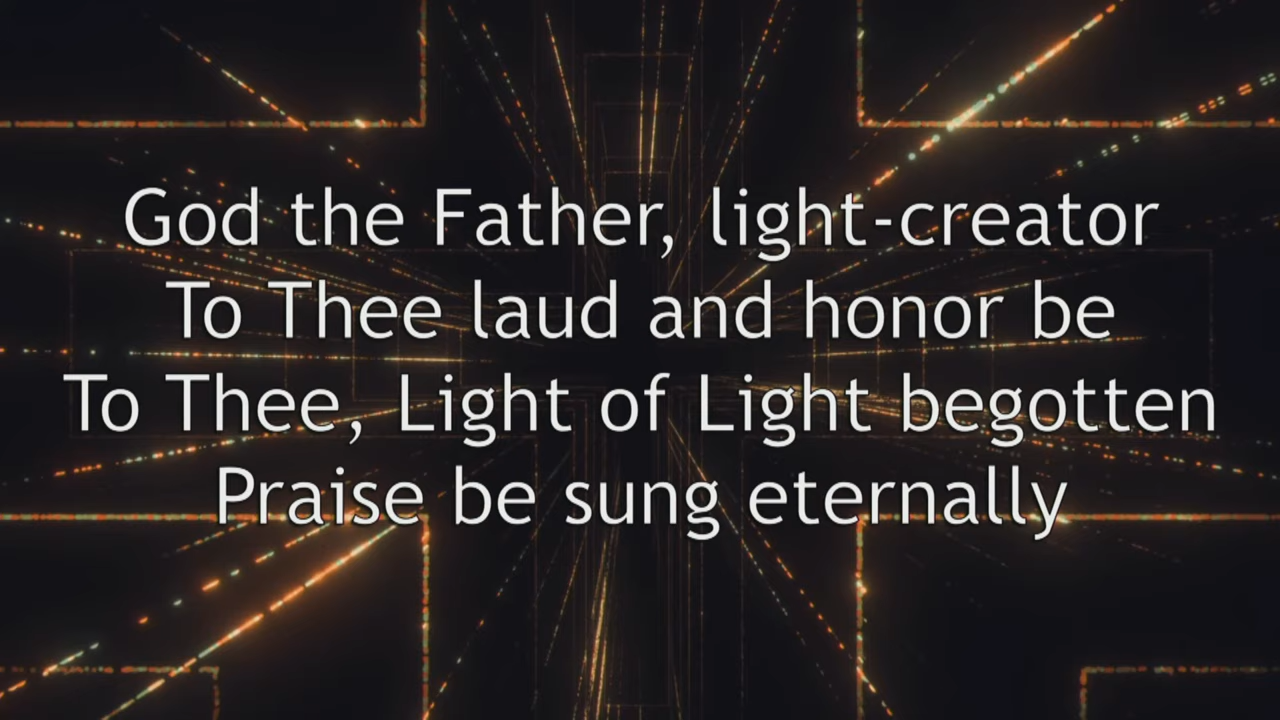 God the Father, light-creator
To Thee laud and honor be
To Thee, Light of Light begotten
Praise be sung eternally